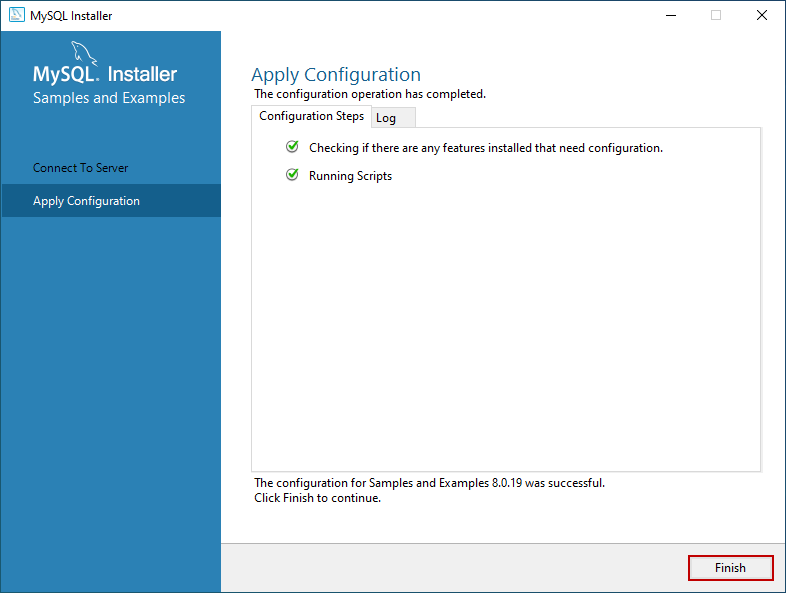 MySQL Installer
MySQL. Installer
Samples and Examples
Connect To Server
Apply Configuration
Apply Configuration
The configuration operation has completed.
Configuration Steps Log
Checking if there are any features installed that need configuration.
Running Scripts
The configuration for Samples and Examples 8.0.19 was successful.
Click Finish to continue.
Finish